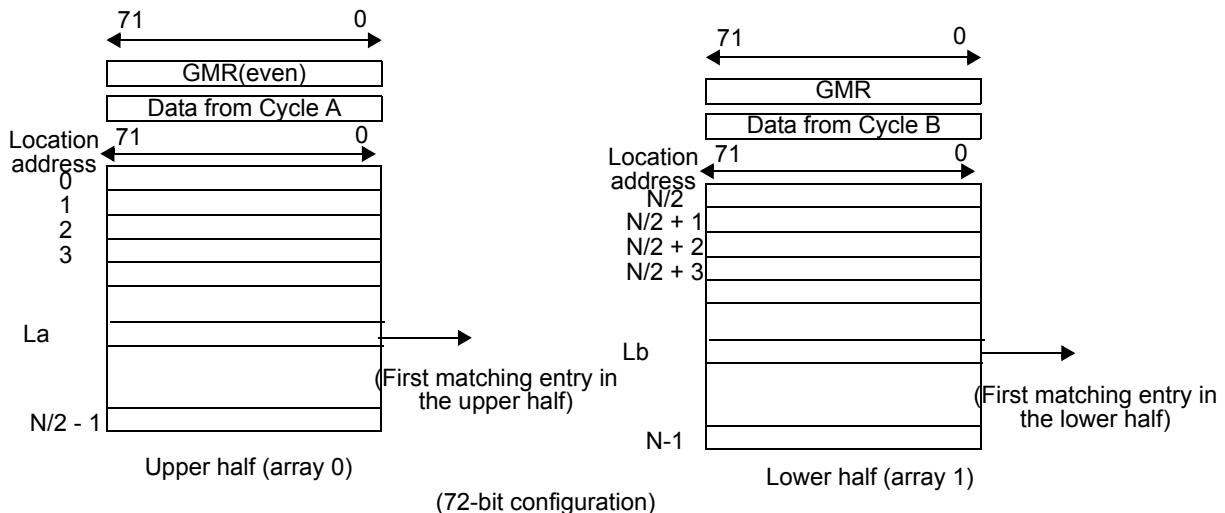 71 0
GMR(even)
Data from Cycle A
71 0
Location
address
0
1
2
3
La
(First matching entry in
the upper half)
N/2 - 1
Upper half (array 0)
71 0
GMR
Data from Cycle B
71 0
Location
address
N/2
N/2 + 1
N/2 + 2
N/2 + 3
Lb
(First matching entry in
the lower half)
N-1
Lower half (array 1)
(72-bit configuration)